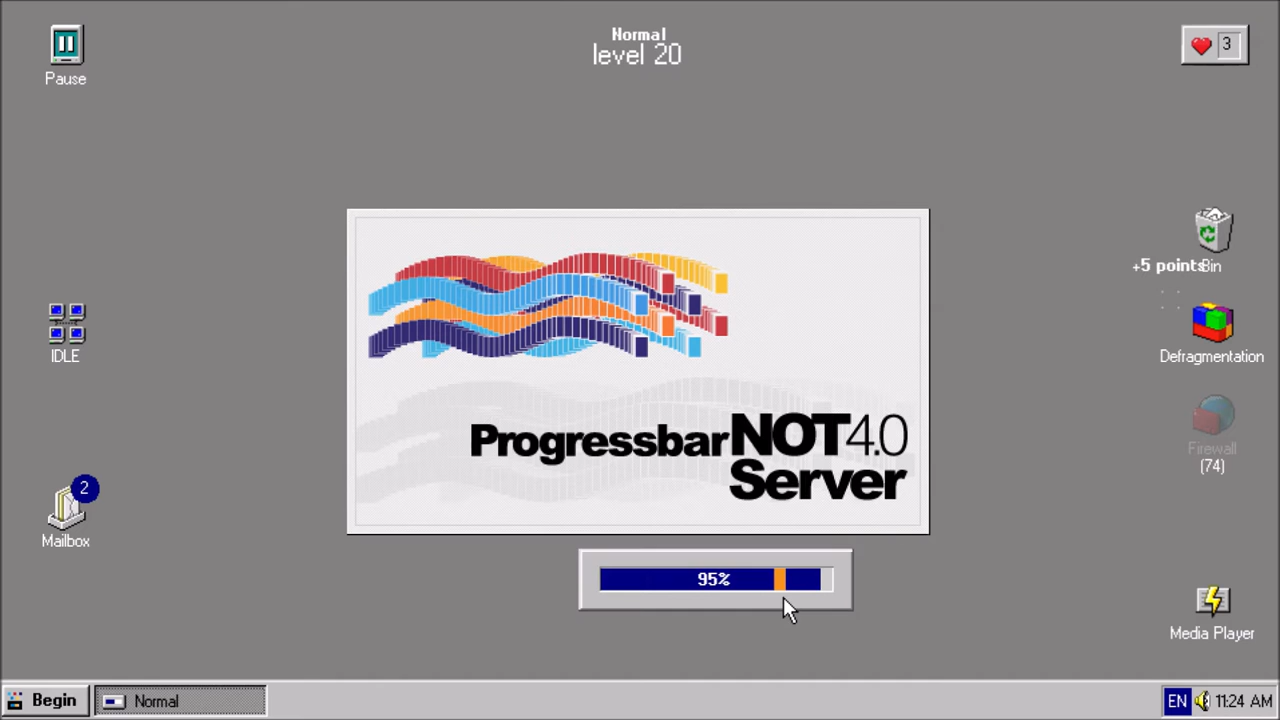 Pause
Normal
level 20
3
+5 points
Bin
IDLE
Defragmentation
Firewall
(74)
2
Mailbox
ProgressbarNOT4.0
Server
95%
Media Player
Begin
Normal
EN
11:24 AM